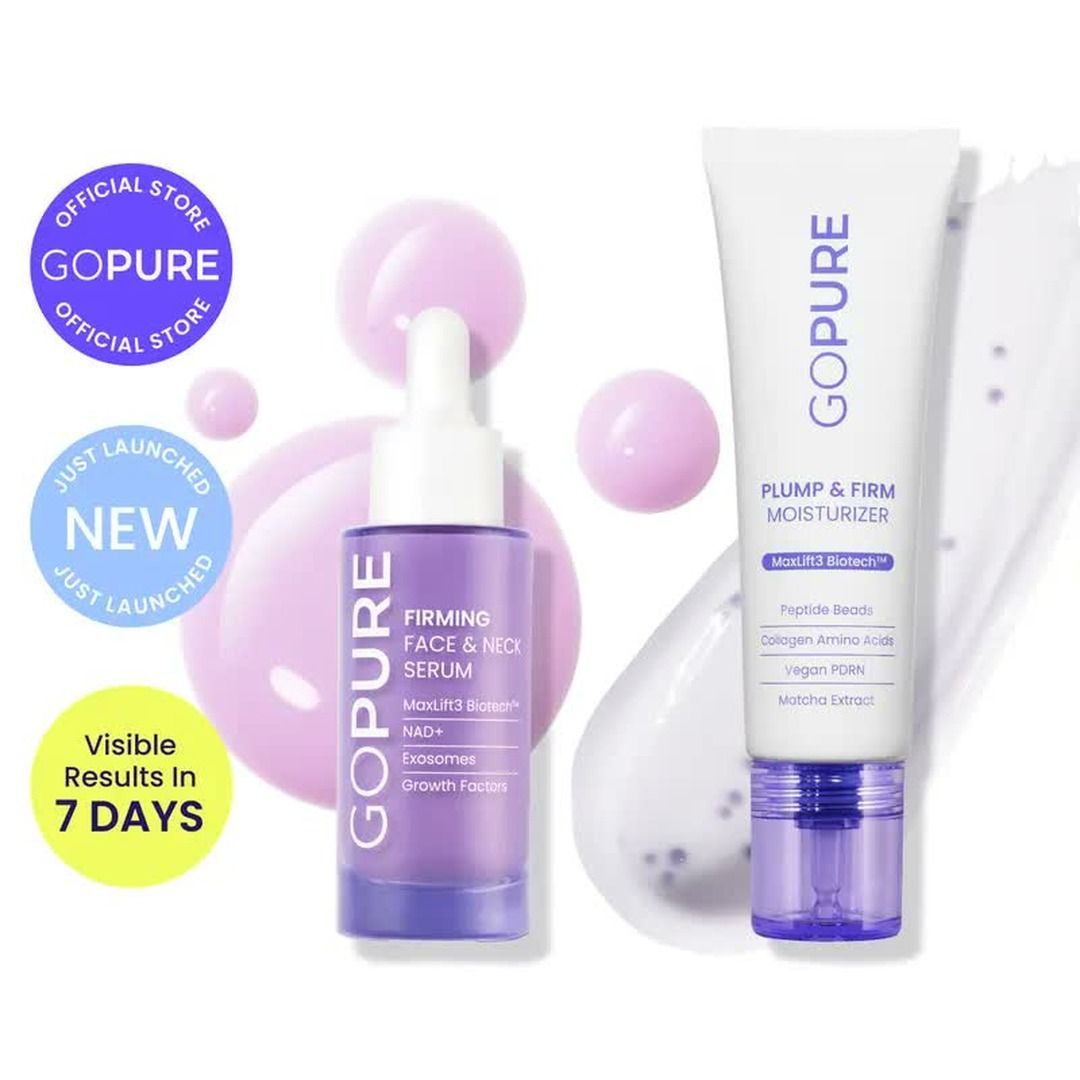 OFFICIAL STORE
GOPURE
OFFICIAL STORE
JUST LAUNCHED
NEW
JUST LAUNCHED
Visible
Results In
7 DAYS
GOPURE
FIRMING
FACE & NECK
SERUM
MaxLift3 Biotech™
NAD+
Exosomes
Growth Factors
GOPURE
PLUMP & FIRM
MOISTURIZER
MaxLift3 Biotech™
Peptide Beads
Collagen Amino Acids
Vegan PDRN
Matcha Extract